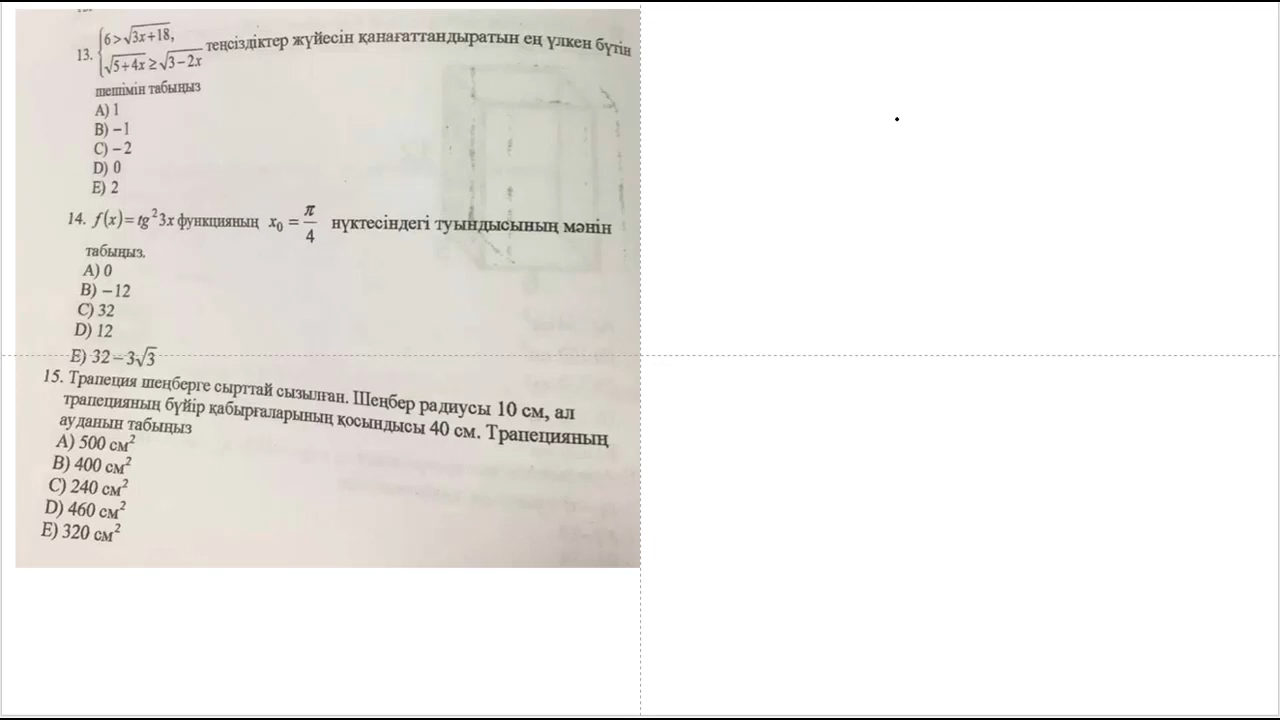 13. {6 > √3x+18,
√5+4x ≥ √3−2x теңсіздіктер жүйесін қанағаттандыратын ең үлкен бүтін
шешімін табыңыз
A) 1
B) −1
C) −2
D) 0
E) 2
14. f(x) = tg²3x функцияның x₀ = π/4 нүктесіндегі туындысының мәнін
табыңыз.
A) 0
B) −12
C) 32
D) 12
E) 32 − 3√3
15. Трапеция шеңберге сырттай сызылған. Шеңбер радиусы 10 см, ал
трапецияның бүйір қабырғаларының қосындысы 40 см. Трапецияның
ауданын табыңыз
A) 500 см²
B) 400 см²
C) 240 см²
D) 460 см²
E) 320 см²